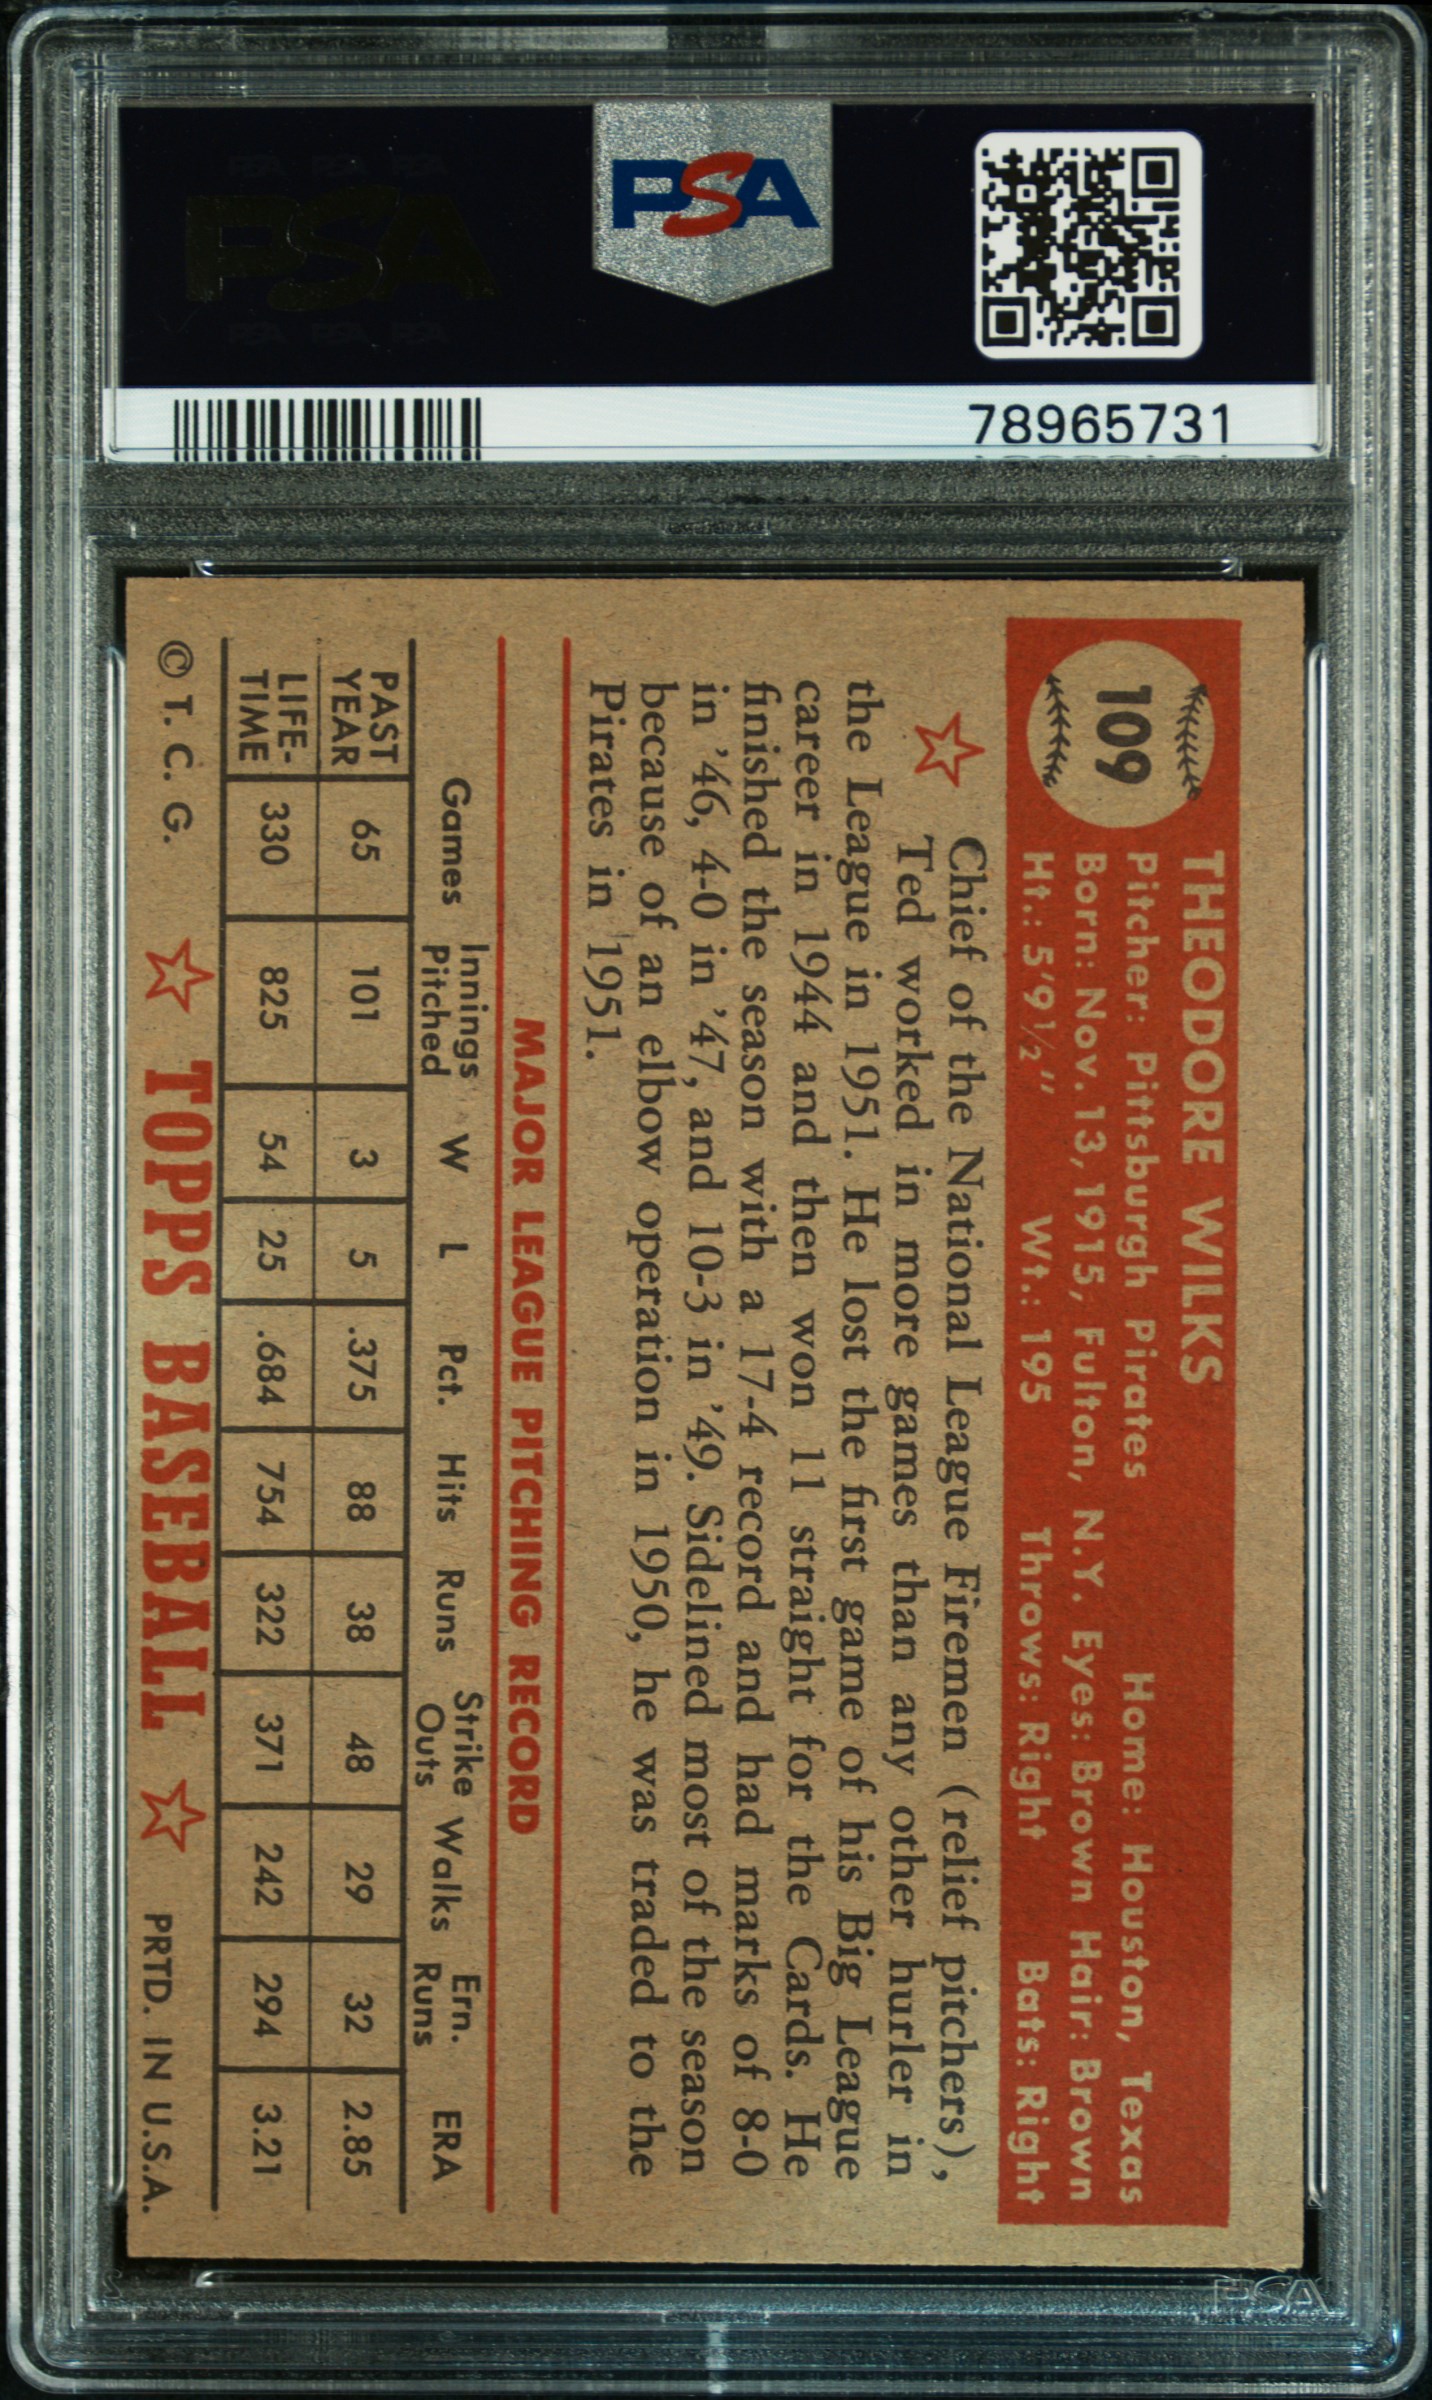 PSA PSA PSA
PSA
PSA PSA PSA
PSA
78965731
109
THEODORE WILKS
Pitcher: Pittsburgh Pirates Home: Houston, Texas
Born: Nov. 13, 1915, Fulton, N.Y. Eyes: Brown Hair: Brown
Ht.: 5'9½" Wt.: 195 Throws: Right Bats: Right
Chief of the National League Firemen (relief pitchers),
Ted worked in more games than any other hurler in
the League in 1951. He lost the first game of his Big League
career in 1944 and then won 11 straight for the Cards. He
finished the season with a 17-4 record and had marks of 8-0
in '46, 4-0 in '47, and 10-3 in '49. Sidelined most of the season
because of an elbow operation in 1950, he was traded to the
Pirates in 1951.
MAJOR LEAGUE PITCHING RECORD
Games Innings Pitched W L Pct. Hits Runs Strike Outs Walks Ern. Runs ERA
PAST YEAR 65 101 3 5 .375 88 38 48 29 32 2.85
LIFE-TIME 330 825 54 25 .684 754 322 371 242 294 3.21
© T. C. G. TOPPS BASEBALL PRTD. IN U.S.A.
PSA